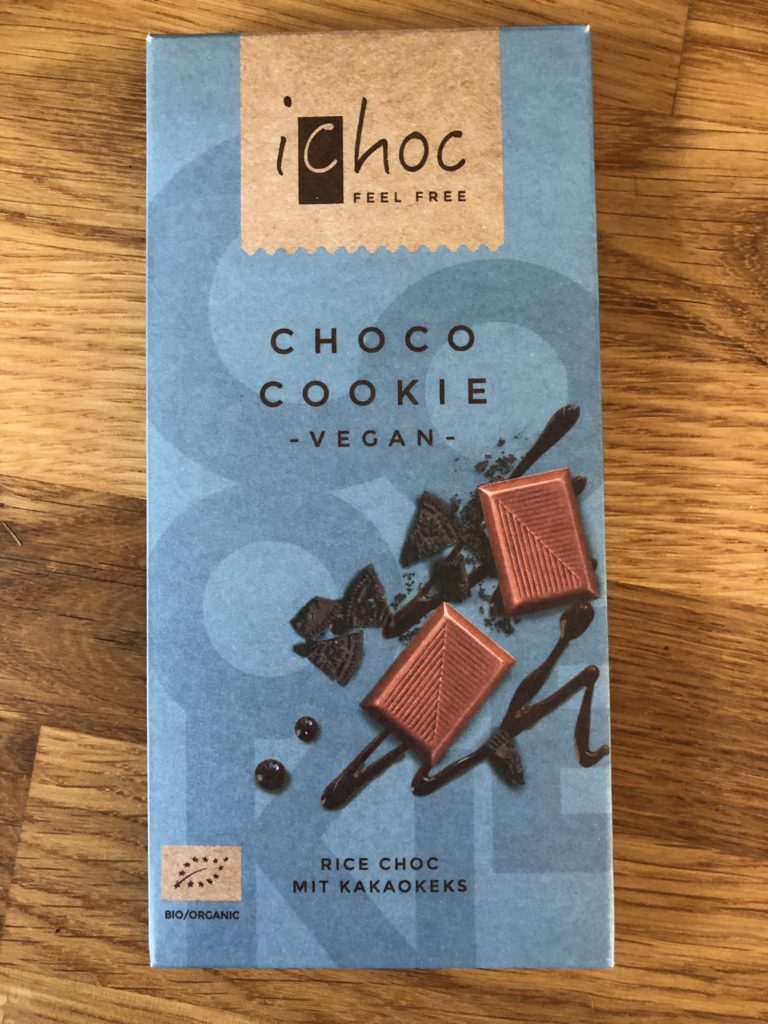 ichoc
FEEL FREE
CHOCO
COOKIE
-VEGAN-
RICE CHOC
MIT KAKAOKEKS
BIO/ORGANIC